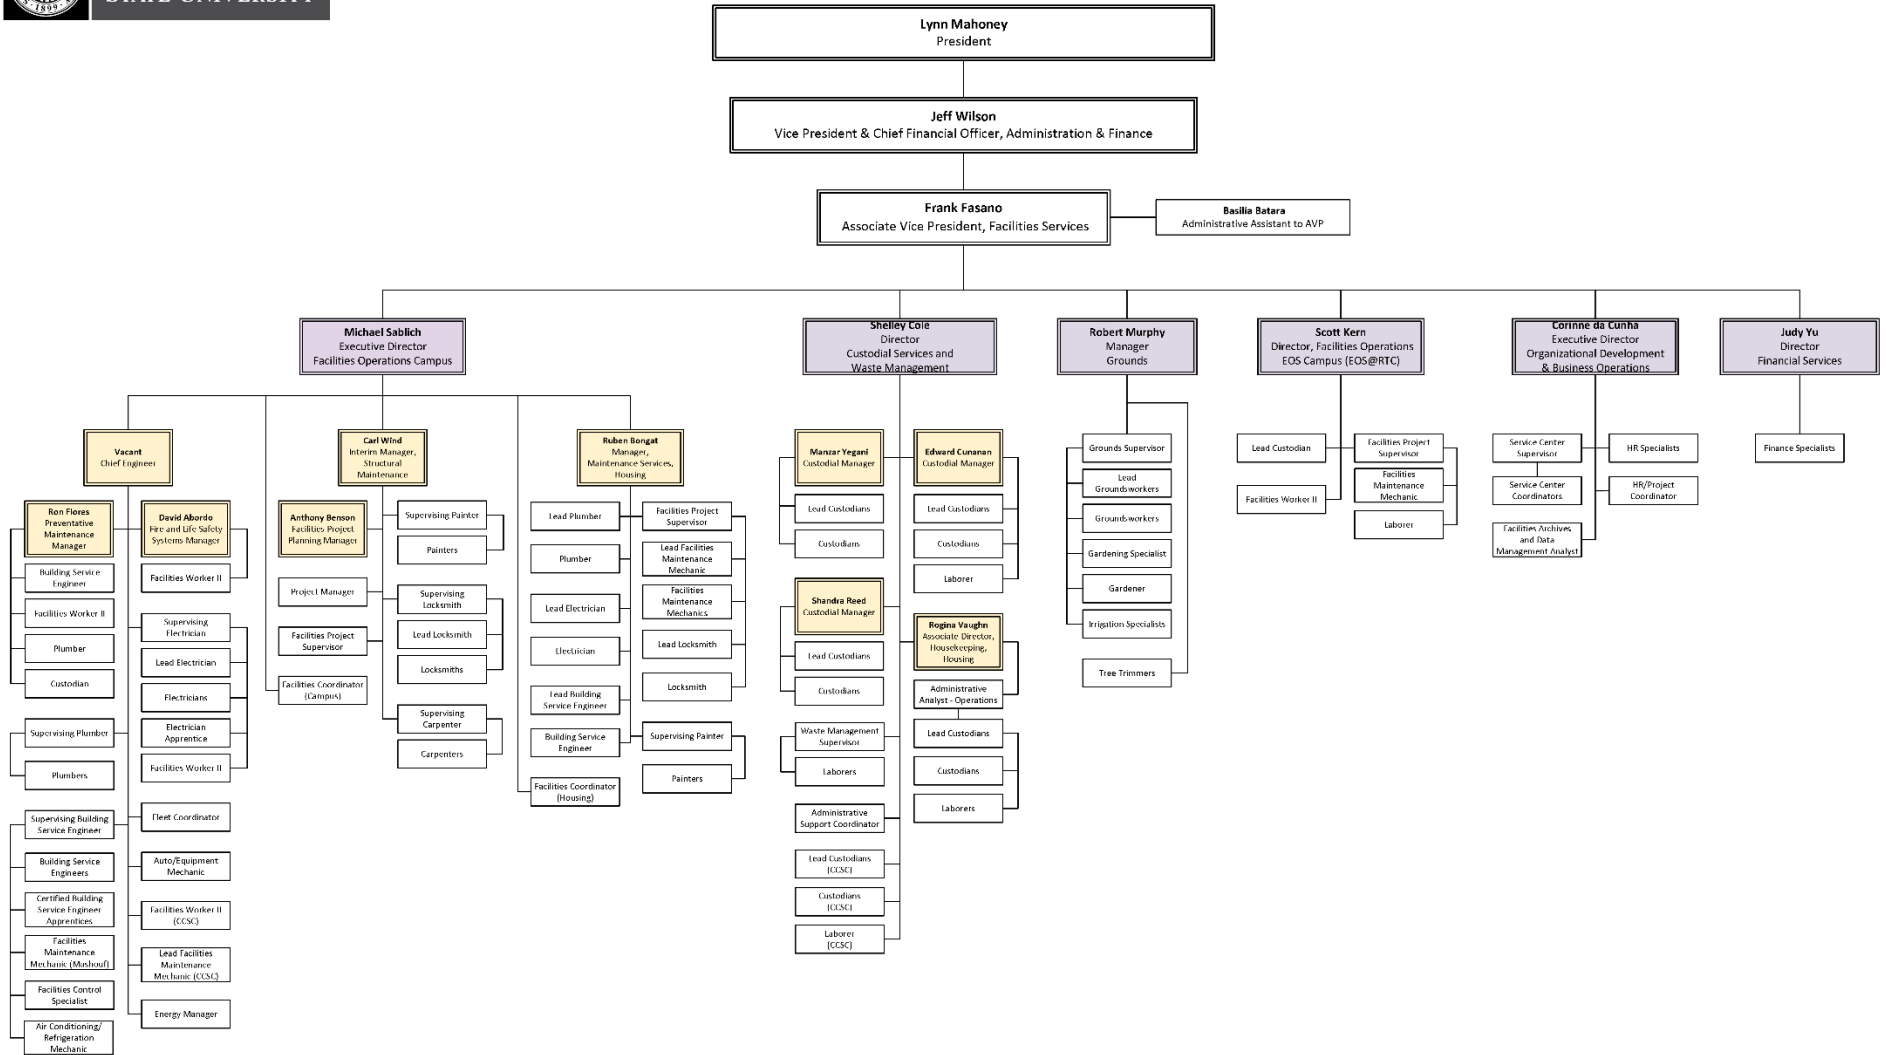 STATE UNIVERSITY
1899
Lynn Mahoney
President
Jeff Wilson
Vice President & Chief Financial Officer, Administration & Finance
Frank Fasano
Associate Vice President, Facilities Services
Basilia Batara
Administrative Assistant to AVP
Michael Sablich
Executive Director
Facilities Operations Campus
Shelley Cole
Director
Custodial Services and
Waste Management
Robert Murphy
Manager
Grounds
Scott Kern
Director, Facilities Operations
EOS Campus (EOS@RTC)
Corinne da Cunha
Executive Director
Organizational Development
& Business Operations
Judy Yu
Director
Financial Services
Vacant
Chief Engineer
Ron Flores
Preventative
Maintenance
Manager
Building Service
Engineer
Facilities Worker II
Plumber
Custodian
Supervising Plumber
Plumbers
Supervising Building
Service Engineer
Building Service
Engineers
Certified Building
Service Engineer
Apprentices
Facilities
Maintenance
Mechanic (Mashouf)
Facilities Control
Specialist
Air Conditioning/
Refrigeration
Mechanic
David Abordo
Fire and Life Safety
Systems Manager
Facilities Worker II
Supervising
Electrician
Lead Electrician
Electricians
Electrician
Apprentice
Facilities Worker II
Fleet Coordinator
Auto/Equipment
Mechanic
Facilities Worker II
(CCSC)
Lead Facilities
Maintenance
Mechanic (CCSC)
Energy Manager
Carl Wind
Interim Manager,
Structural
Maintenance
Anthony Benson
Facilities Project
Planning Manager
Project Manager
Facilities Project
Supervisor
Facilities Coordinator
(Campus)
Supervising Painter
Painters
Supervising
Locksmith
Lead Locksmith
Locksmiths
Supervising
Carpenter
Carpenters
Ruben Bongat
Manager,
Maintenance Services,
Housing
Lead Plumber
Plumber
Lead Electrician
Electrician
Lead Building
Service Engineer
Building Service
Engineer
Facilities Coordinator
(Housing)
Facilities Project
Supervisor
Lead Facilities
Maintenance
Mechanic
Facilities
Maintenance
Mechanics
Lead Locksmith
Locksmith
Supervising Painter
Painters
Manzar Yegani
Custodial Manager
Lead Custodians
Custodians
Shandra Reed
Custodial Manager
Lead Custodians
Custodians
Waste Management
Supervisor
Laborers
Administrative
Support Coordinator
Lead Custodians
(CCSC)
Custodians
(CCSC)
Laborer
(CCSC)
Edward Cunanan
Custodial Manager
Lead Custodians
Custodians
Laborer
Rogina Vaughn
Associate Director,
Housekeeping,
Housing
Administrative
Analyst - Operations
Lead Custodians
Custodians
Laborers
Grounds Supervisor
Lead
Groundsworkers
Groundsworkers
Gardening Specialist
Gardener
Irrigation Specialists
Tree Trimmers
Lead Custodian
Facilities Worker II
Facilities Project
Supervisor
Facilities
Maintenance
Mechanic
Laborer
Service Center
Supervisor
Service Center
Coordinators
Facilities Archives
and Data
Management Analyst
HR Specialists
HR/Project
Coordinator
Finance Specialists